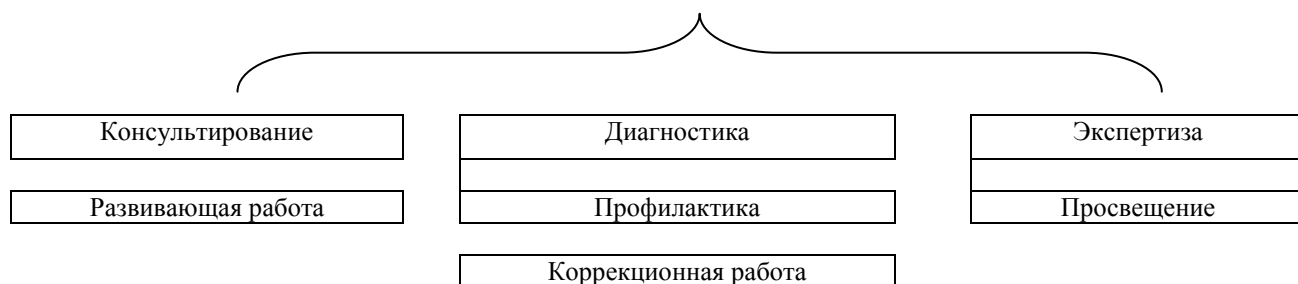 Консультирование
Диагностика
Экспертиза
Развивающая работа
Профилактика
Просвещение
Коррекционная работа